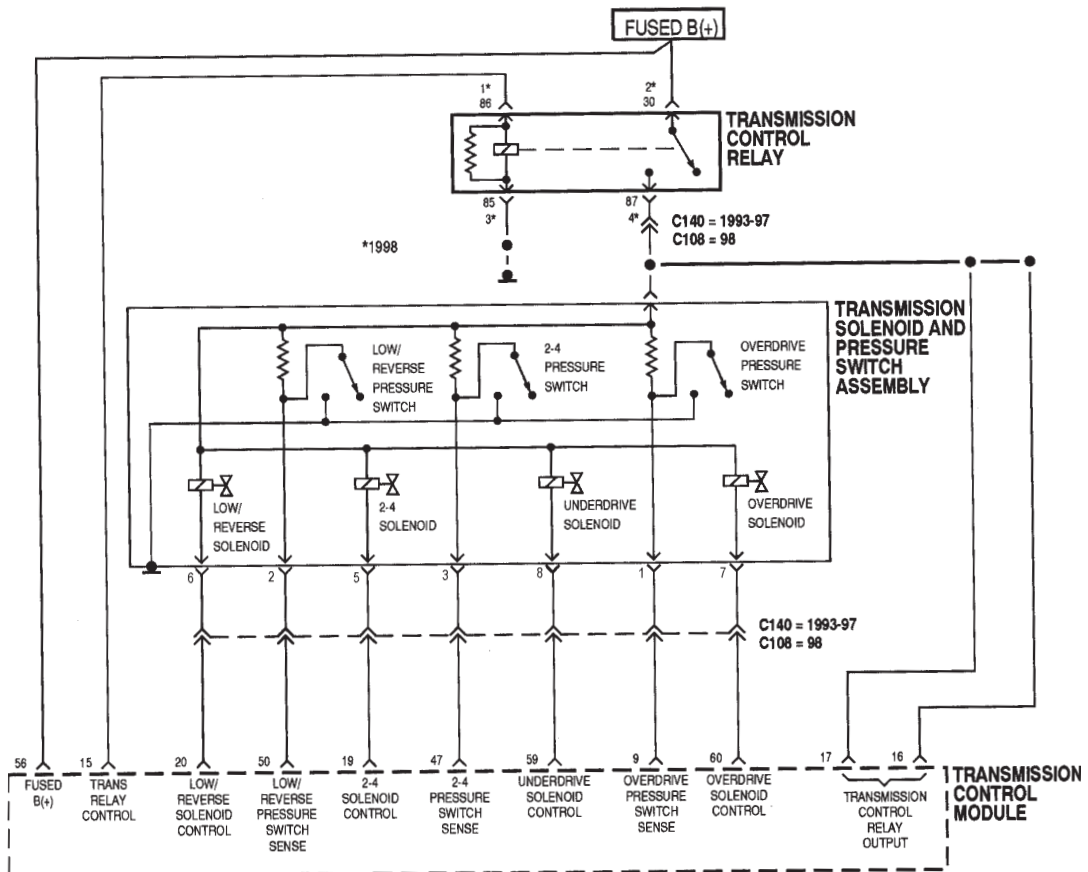 FUSED B(+)
1*
86
2*
30
TRANSMISSION
CONTROL
RELAY
85
3*
87
4*
C140 = 1993-97
C108 = 98
*1998
TRANSMISSION
SOLENOID AND
PRESSURE
SWITCH
ASSEMBLY
LOW/
REVERSE
PRESSURE
SWITCH
2-4
PRESSURE
SWITCH
OVERDRIVE
PRESSURE
SWITCH
LOW/
REVERSE
SOLENOID
2-4
SOLENOID
UNDERDRIVE
SOLENOID
OVERDRIVE
SOLENOID
6
2
5
3
8
1
7
C140 = 1993-97
C108 = 98
56
15
20
50
19
47
59
9
60
17
16
FUSED
B(+)
TRANS
RELAY
CONTROL
LOW/
REVERSE
SOLENOID
CONTROL
LOW/
REVERSE
PRESSURE
SWITCH
SENSE
2-4
SOLENOID
CONTROL
2-4
PRESSURE
SWITCH
SENSE
UNDERDRIVE
SOLENOID
CONTROL
OVERDRIVE
PRESSURE
SWITCH
SENSE
OVERDRIVE
SOLENOID
CONTROL
TRANSMISSION
CONTROL
RELAY
OUTPUT
TRANSMISSION
CONTROL
MODULE